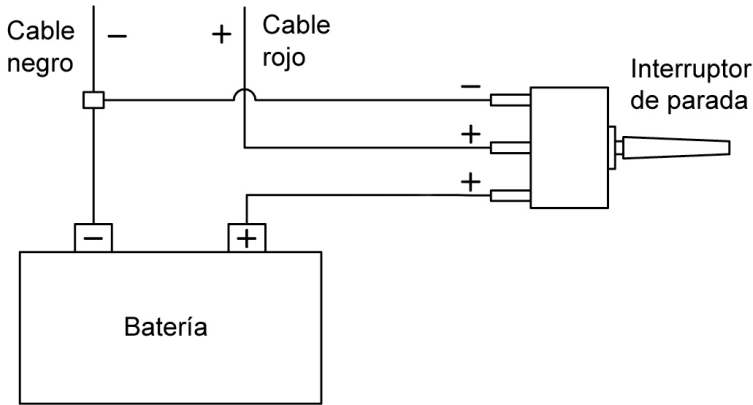 Cable
negro
−
+
Cable
rojo
Interruptor
de parada
−
+
+
−
+
Batería